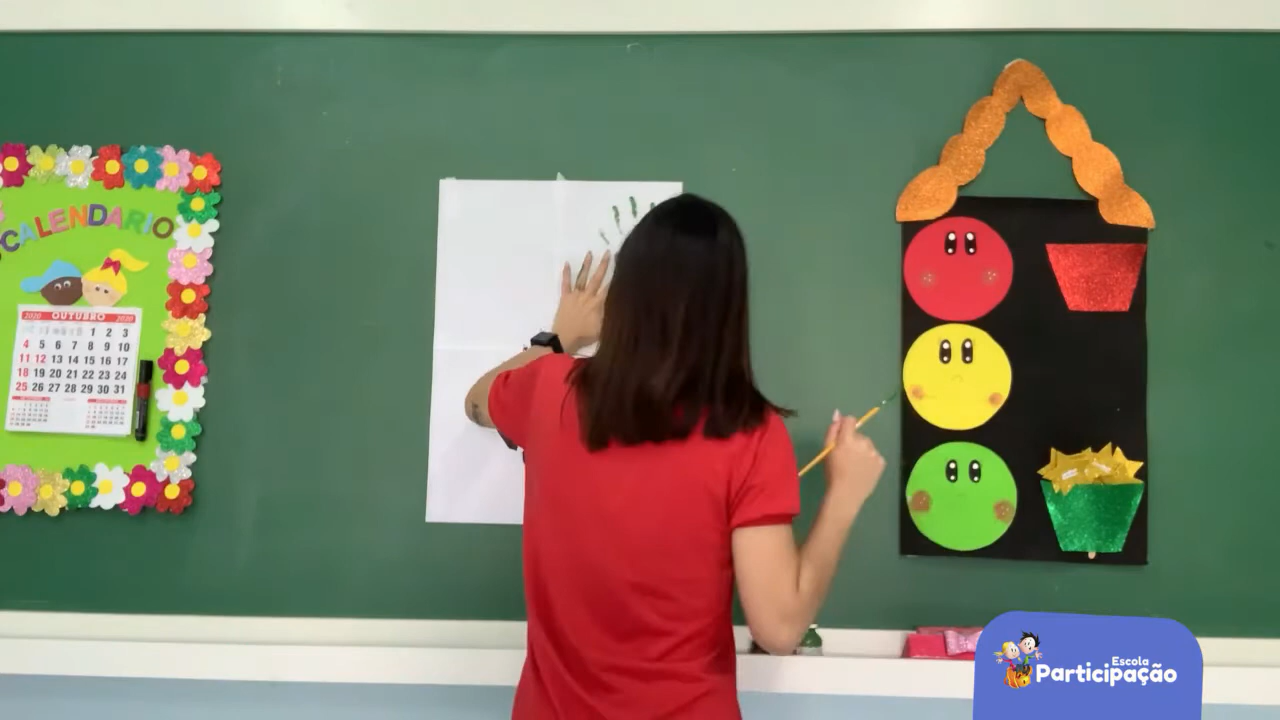 CALENDARIO
2020 OUTUBRO 2020
1 2 3
4 5 6 7 8 9 10
11 12 13 14 15 16 17
18 19 20 21 22 23 24
25 26 27 28 29 30 31
Escola
Participação